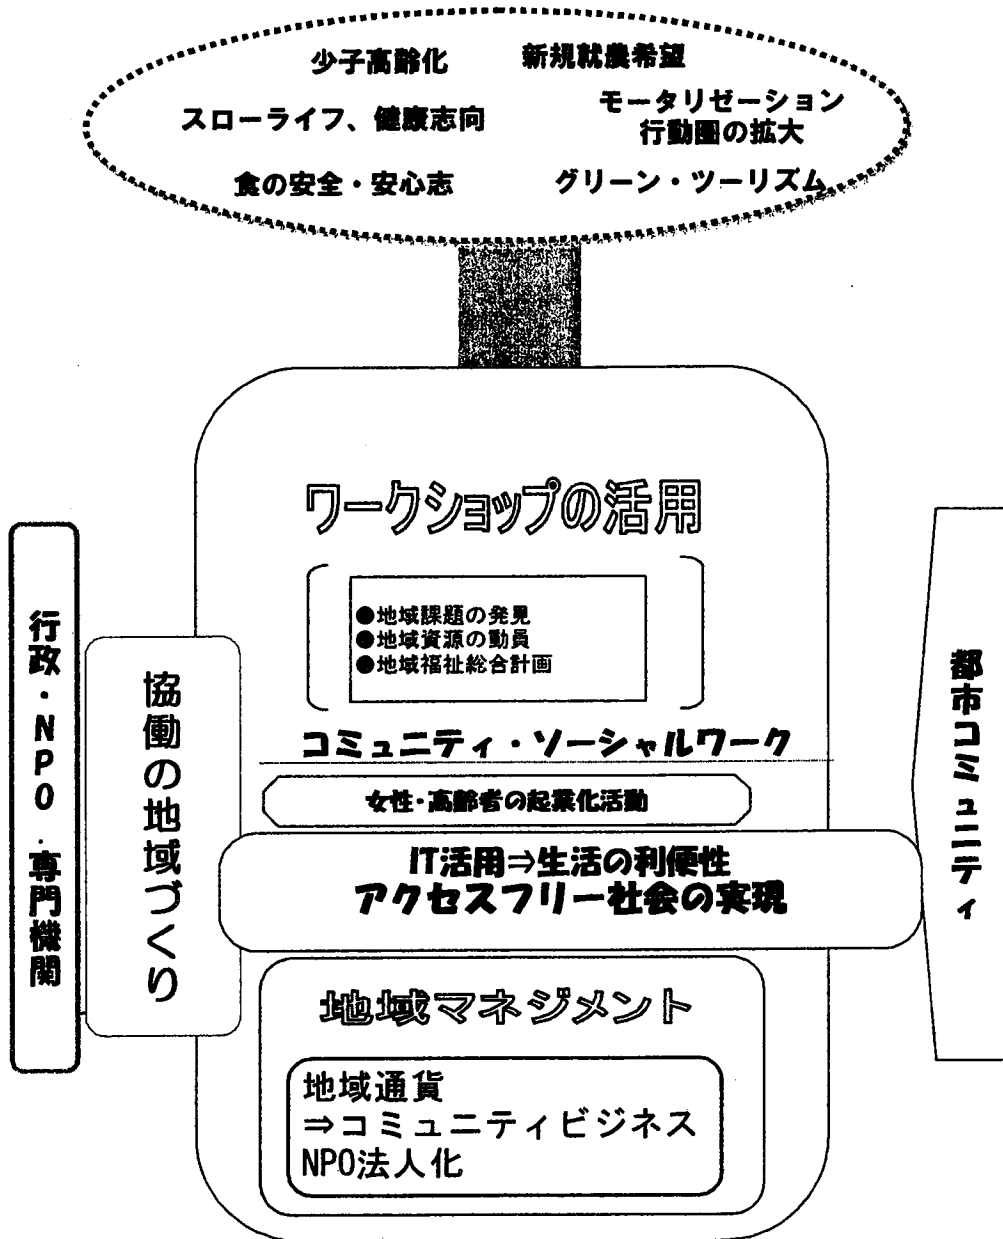 少子高齢化
新規就農希望
スローライフ、健康志向
モータリゼーション
行動圏の拡大
食の安全・安心志
グリーン・ツーリズム
ワークショップの活用
●地域課題の発見
●地域資源の動員
●地域福祉総合計画
コミュニティ・ソーシャルワーク
女性・高齢者の起業化活動
IT活用⇒生活の利便性
アクセスフリー社会の実現
地域マネジメント
地域通貨
⇒コミュニティビジネス
NPO法人化
行政・NPO・専門機関
協働の地域づくり
都市コミュニティ